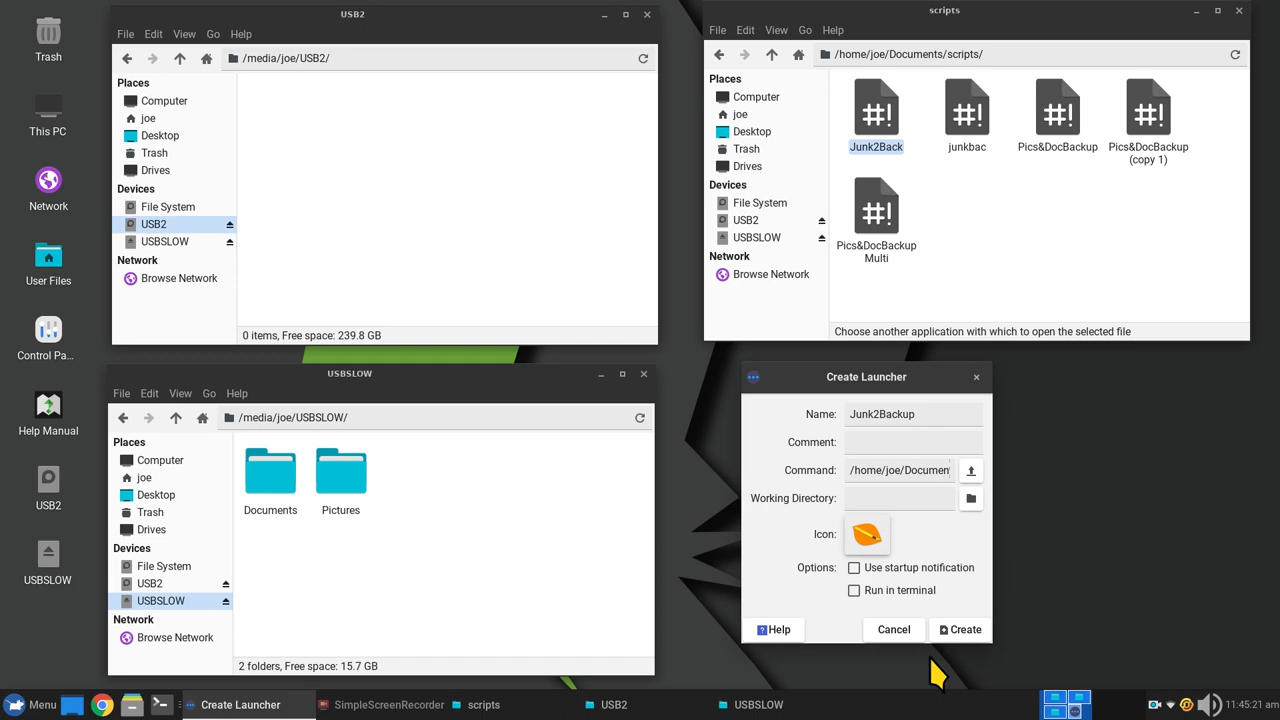 Trash
This PC
Network
User Files
Control Pa...
Help Manual
USB2
USBSLOW
USB2
File Edit View Go Help
/media/joe/USB2/
Places
Computer
joe
Desktop
Trash
Drives
Devices
File System
USB2
USBSLOW
Network
Browse Network
0 items, Free space: 239.8 GB
scripts
File Edit View Go Help
/home/joe/Documents/scripts/
Places
Computer
joe
Desktop
Trash
Drives
Devices
File System
USB2
USBSLOW
Network
Browse Network
#! #! #! #!
Junk2Back junkbac Pics&DocBackup Pics&DocBackup
(copy 1)
#!
Pics&DocBackup
Multi
Choose another application with which to open the selected file
USBSLOW
File Edit View Go Help
/media/joe/USBSLOW/
Places
Computer
joe
Desktop
Trash
Drives
Devices
File System
USB2
USBSLOW
Network
Browse Network
Documents Pictures
2 folders, Free space: 15.7 GB
Create Launcher
Name: Junk2Backup
Comment:
Command: /home/joe/Documen
Working Directory:
Icon:
Options: Use startup notification
Run in terminal
? Help Cancel Create
Menu Create Launcher SimpleScreenRecorder scripts USB2 USBSLOW 11:45:21 am